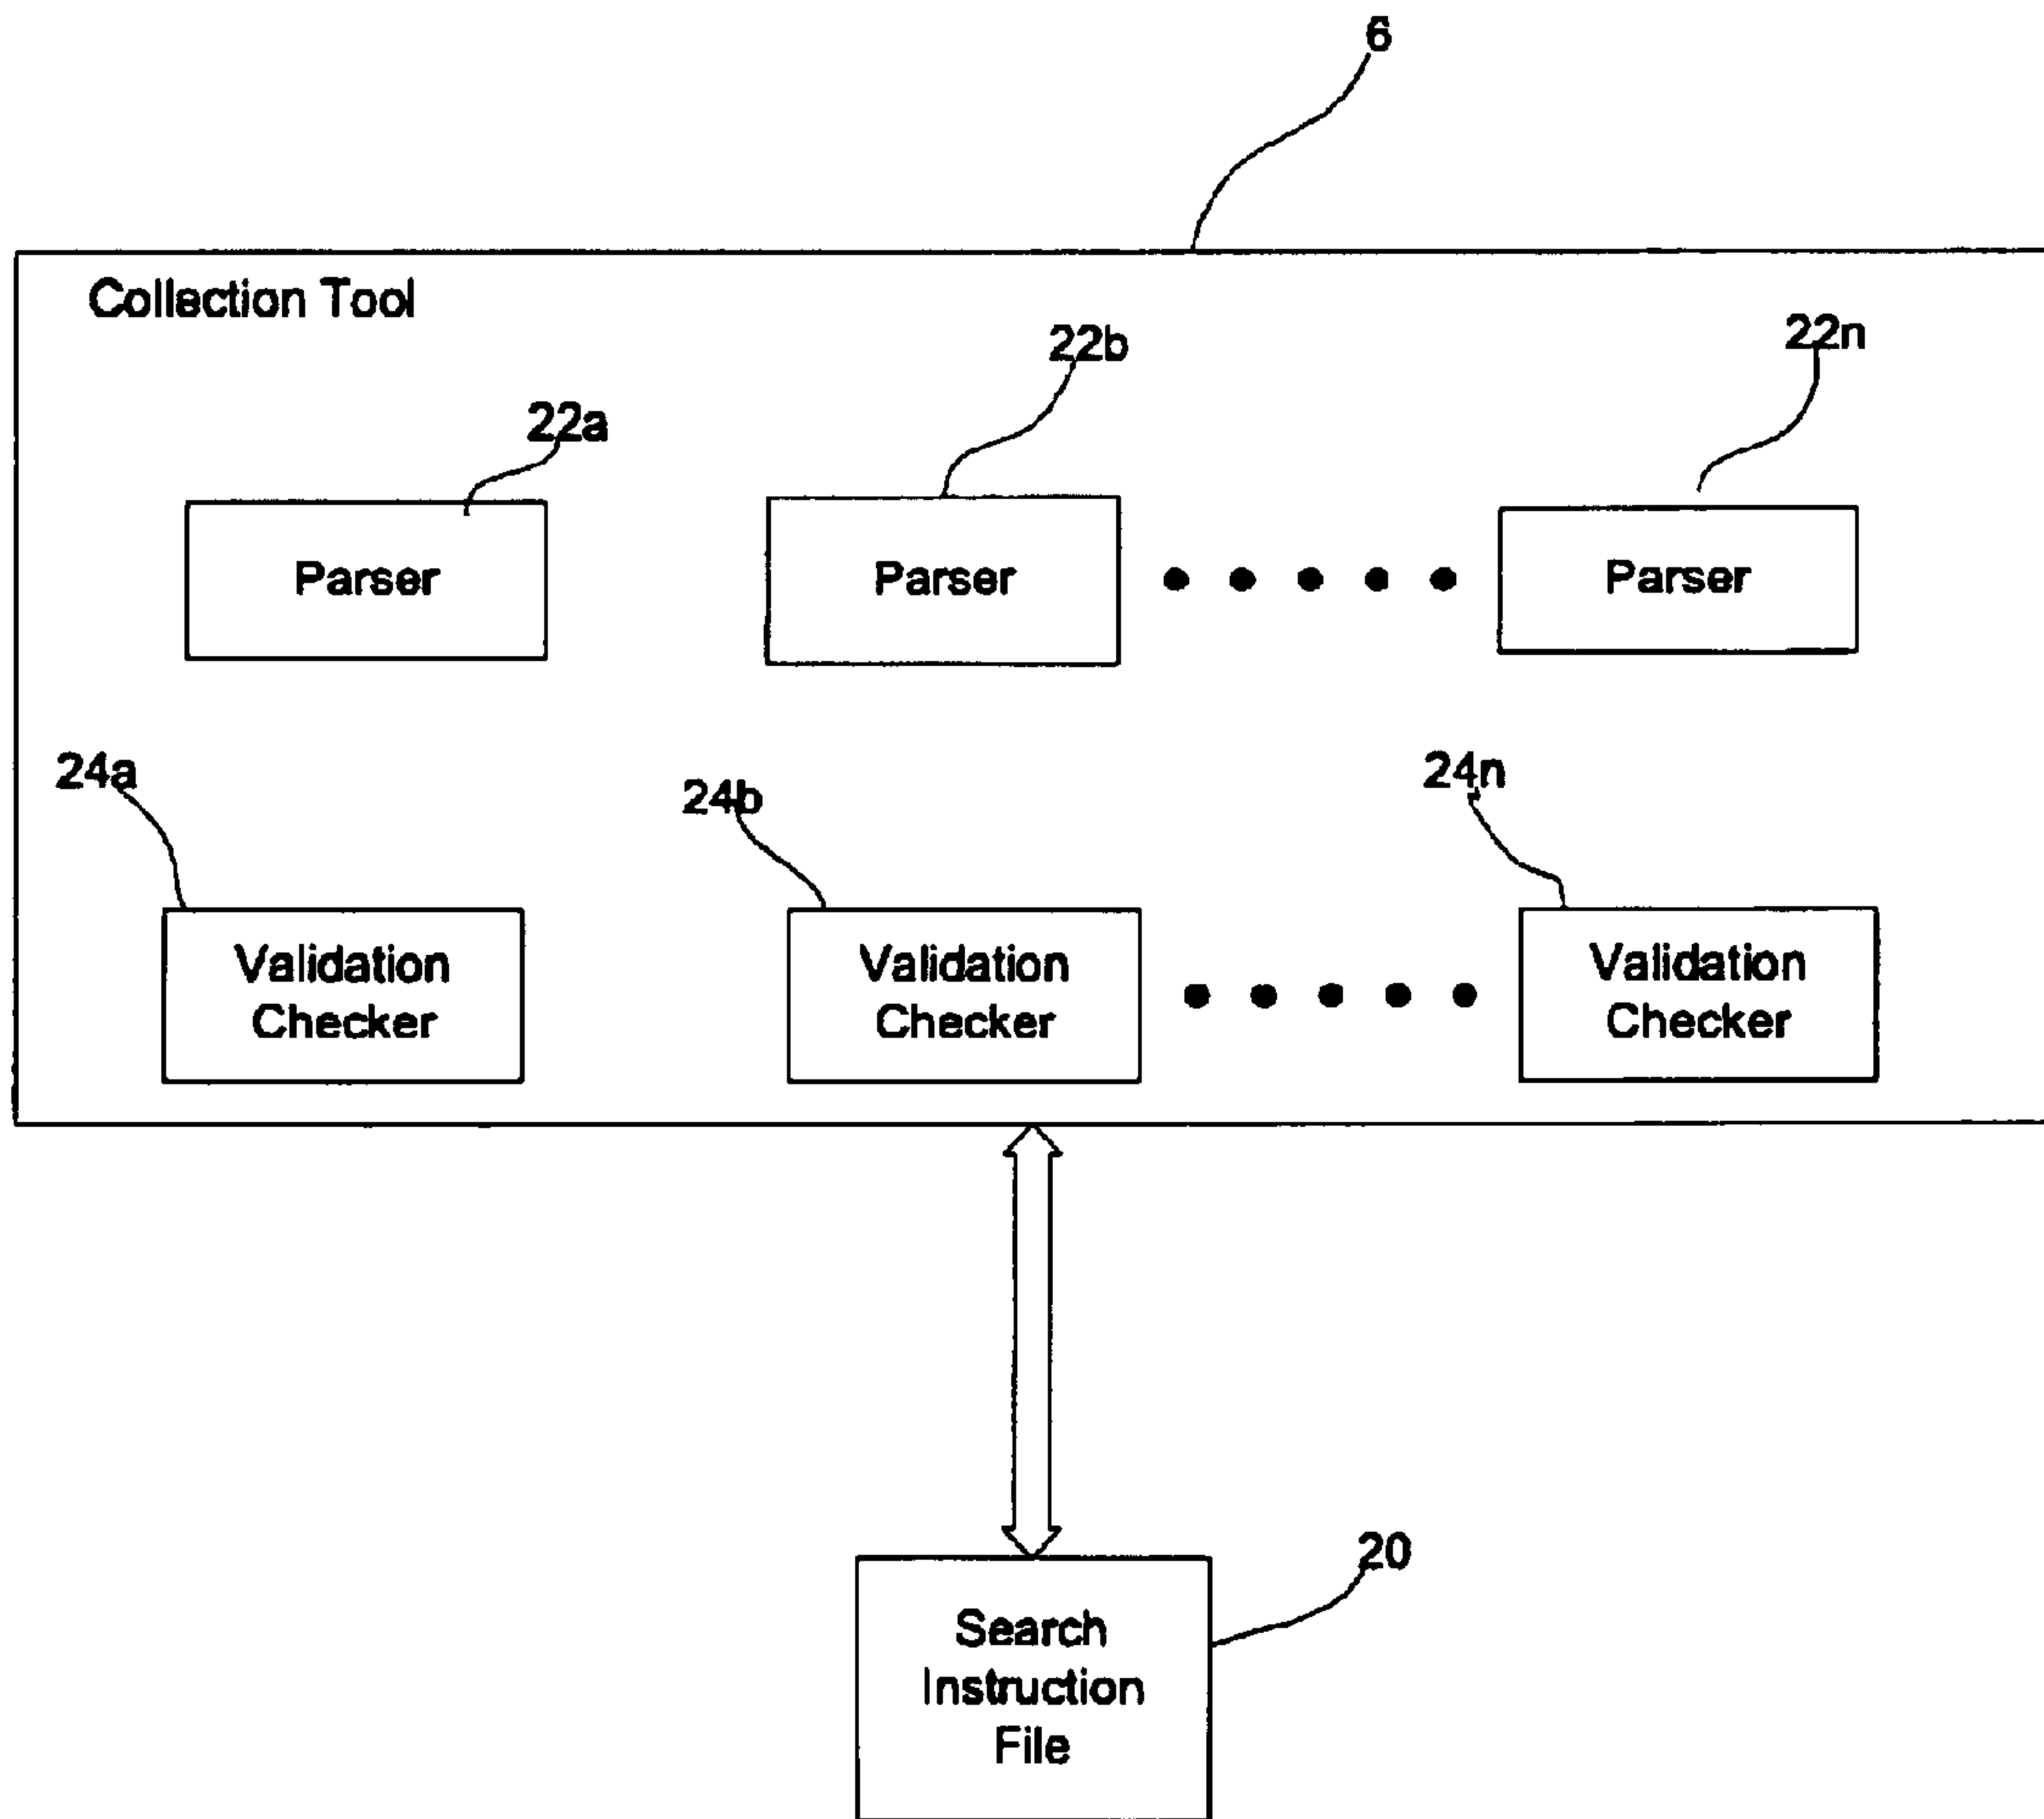 6
Collection Tool
22a
22b
22n
Parser
Parser
Parser
24a
24b
24n
Validation
Checker
Validation
Checker
Validation
Checker
20
Search
Instruction
File